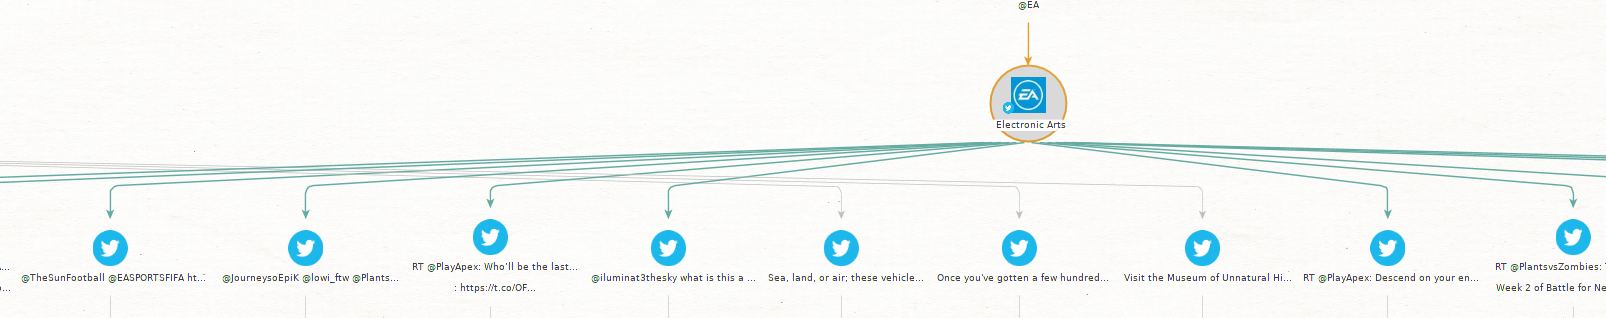 @EA
EA
Electronic Arts
@TheSunFootball @EASPORTSFIFA ht...
@JourneysoEpiK @lowi_ftw @Plants...
RT @PlayApex: Who'll be the last...
: https://t.co/OF...
@iluminat3thesky what is this a ...
Sea, land, or air; these vehicle...
Once you've gotten a few hundred...
Visit the Museum of Unnatural Hi...
RT @PlayApex: Descend on your en...
RT @PlantsvsZombies:
Week 2 of Battle for Ne